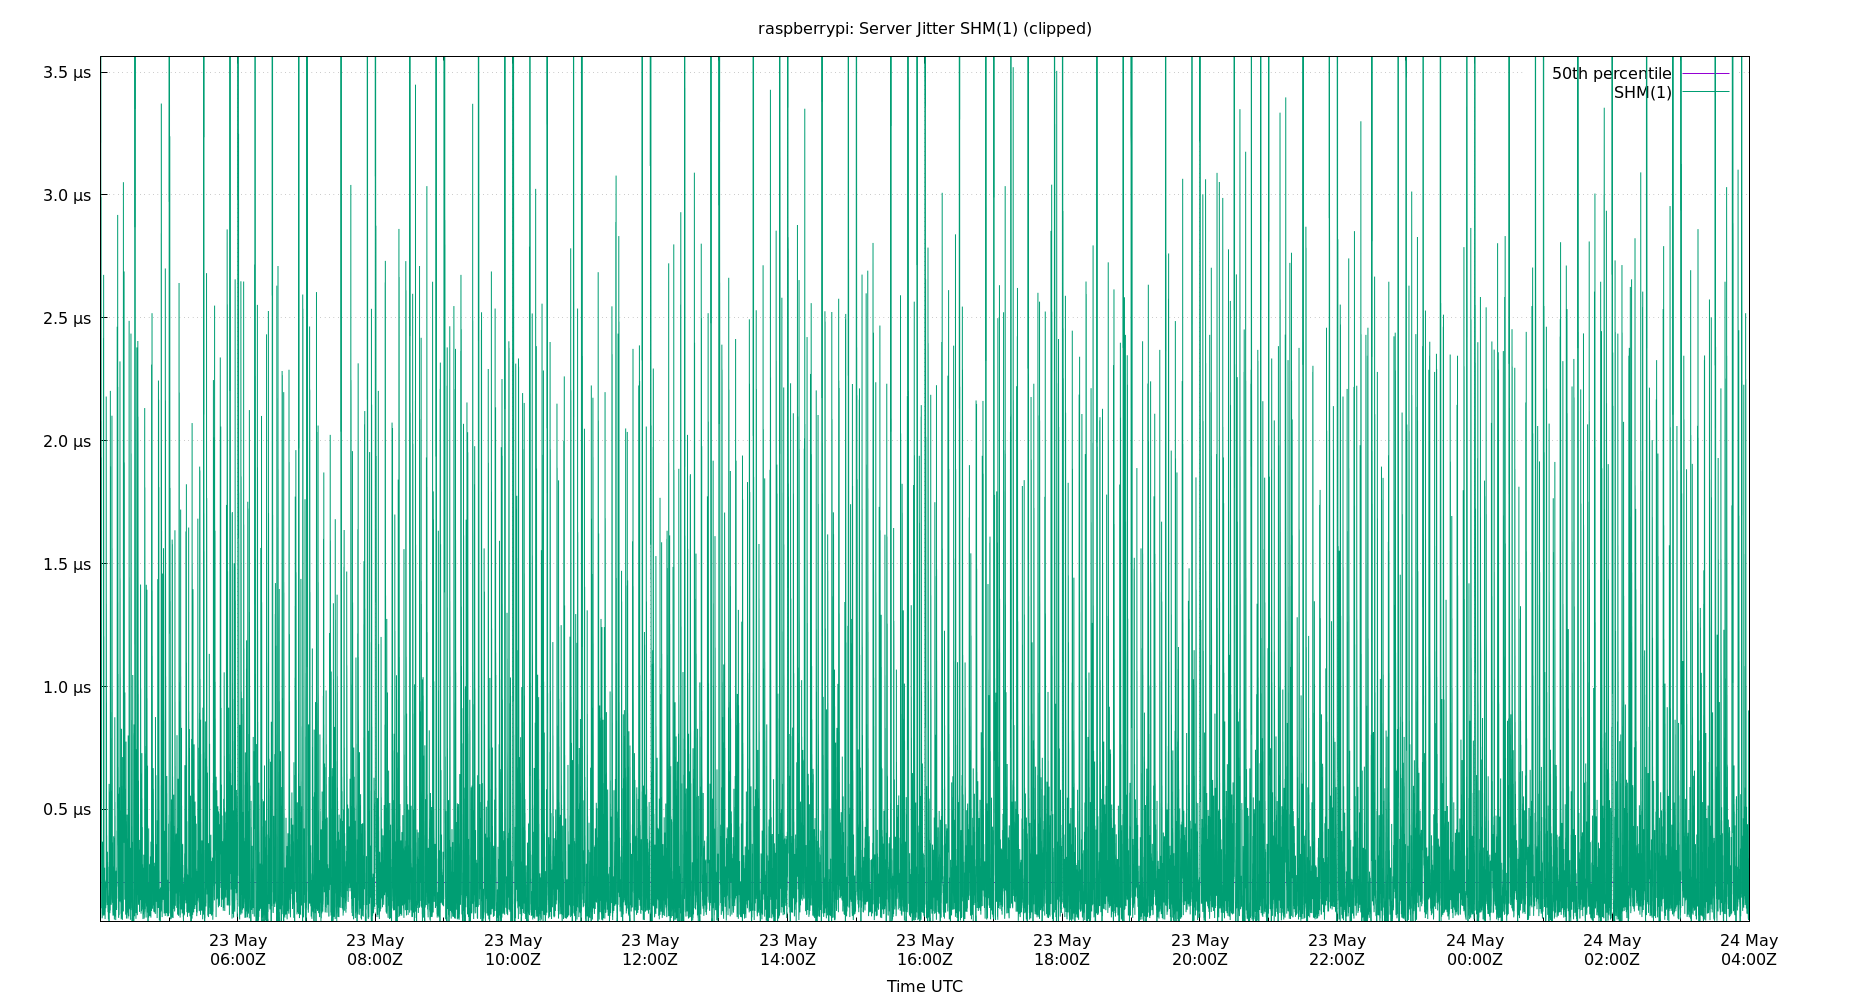 raspberrypi: Server Jitter SHM(1) (clipped)
3.5 µs
3.0 µs
2.5 µs
2.0 µs
1.5 µs
1.0 µs
0.5 µs
50th percentile
SHM(1)
23 May 23 May 23 May 23 May 23 May 23 May 23 May 23 May 23 May 24 May 24 May 24 May
06:00Z 08:00Z 10:00Z 12:00Z 14:00Z 16:00Z 18:00Z 20:00Z 22:00Z 00:00Z 02:00Z 04:00Z
Time UTC